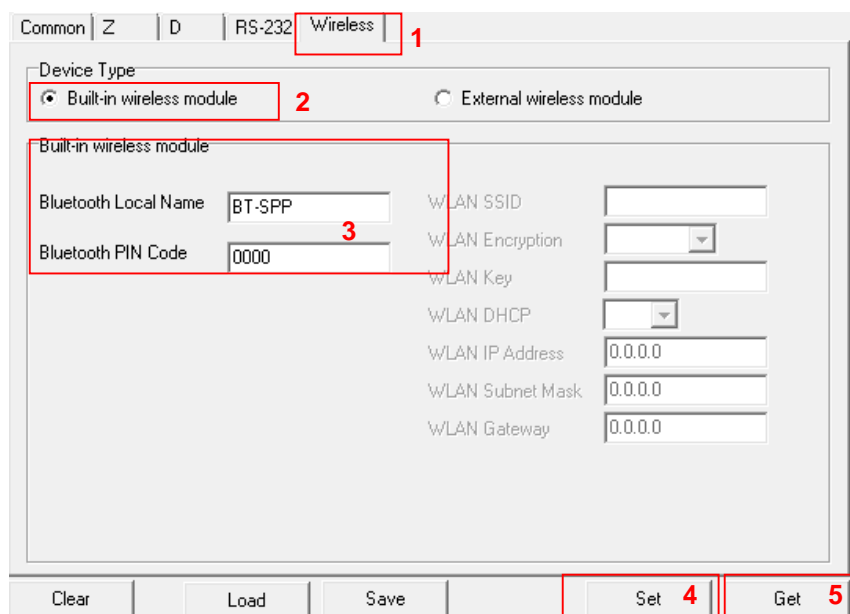 Common Z D RS-232 Wireless 1
Device Type
Built-in wireless module 2 External wireless module
Built-in wireless module
Bluetooth Local Name BT-SPP WLAN SSID
3 WLAN Encryption
Bluetooth PIN Code 0000
WLAN Key
WLAN DHCP
WLAN IP Address 0.0.0.0
WLAN Subnet Mask 0.0.0.0
WLAN Gateway 0.0.0.0
Clear Load Save Set 4 Get 5